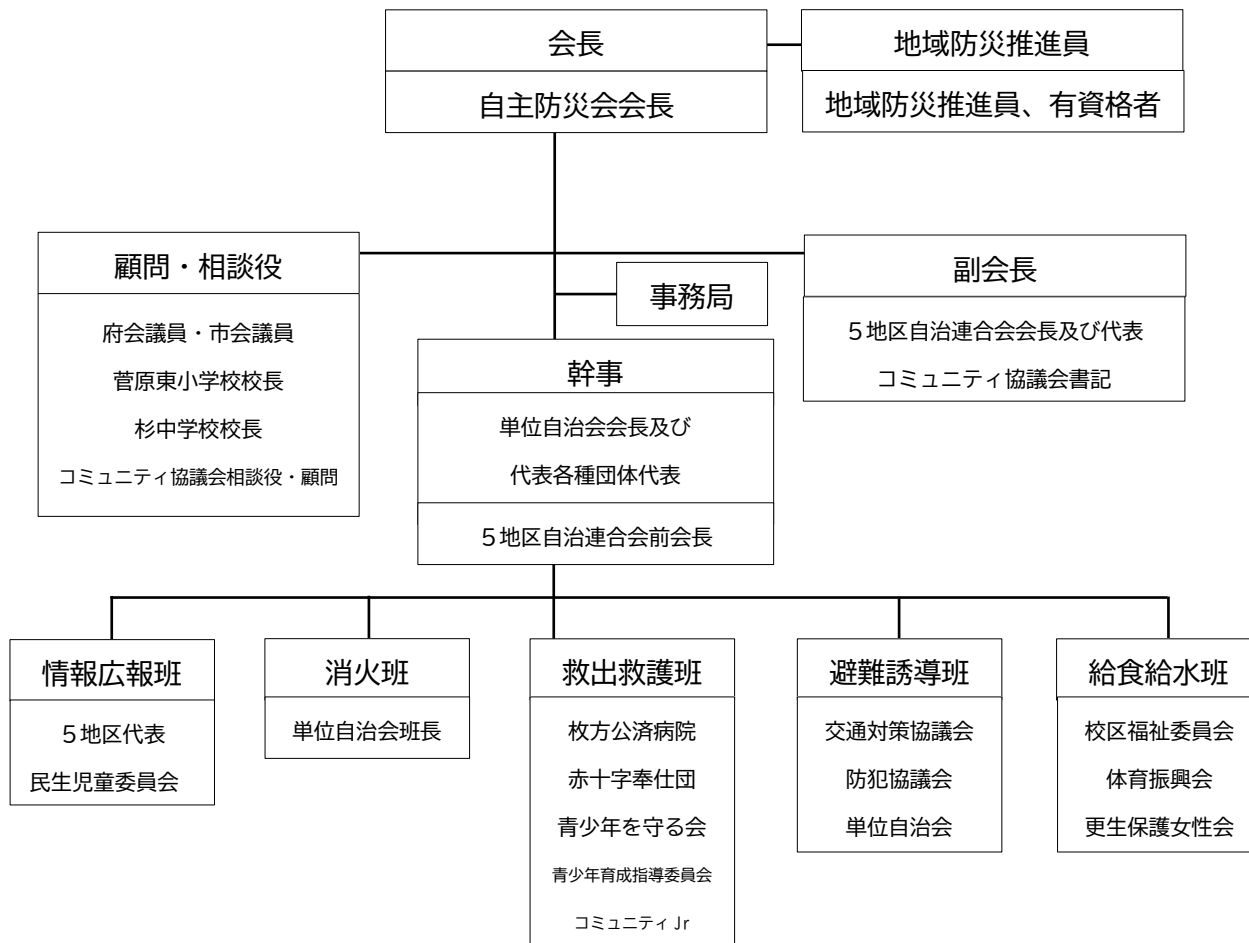 会長
自主防災会会長
地域防災推進員
地域防災推進員、有資格者
顧問・相談役
府会議員・市会議員
菅原東小学校校長
杉中学校校長
コミュニティ協議会相談役・顧問
事務局
副会長
５地区自治連合会会長及び代表
コミュニティ協議会書記
幹事
単位自治会会長及び
代表各種団体代表
５地区自治連合会前会長
情報広報班
５地区代表
民生児童委員会
消火班
単位自治会班長
救出救護班
枚方公済病院
赤十字奉仕団
青少年を守る会
青少年育成指導委員会
コミュニティ Jr
避難誘導班
交通対策協議会
防犯協議会
単位自治会
給食給水班
校区福祉委員会
体育振興会
更生保護女性会